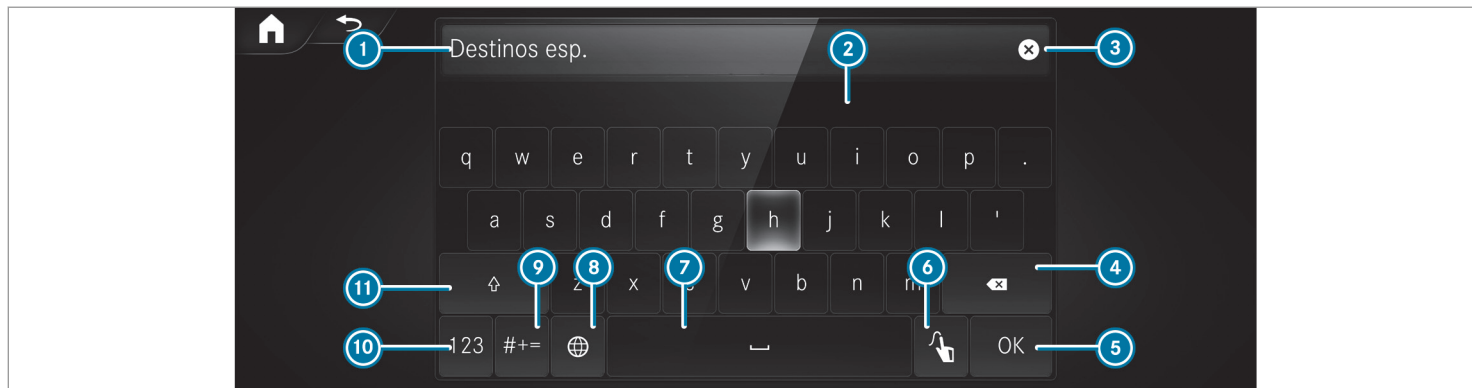 1 Destinos esp. 2 3
q w e r t y u i o p .
a s d f g h j k l '
11 9 8 7 6 4
z x c v b n m
10 123 #+= OK 5